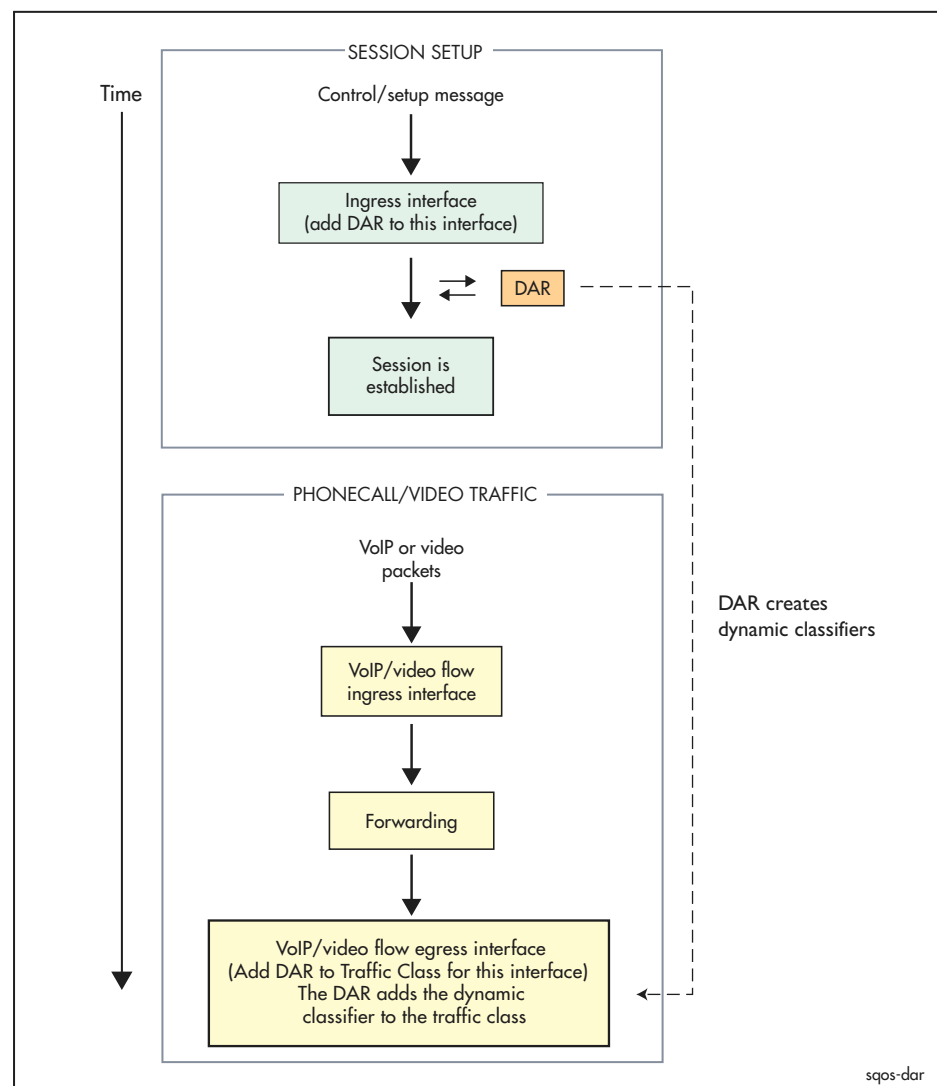 SESSION SETUP
Time
Control/setup message
Ingress interface
(add DAR to this interface)
DAR
Session is
established
PHONECALL/VIDEO TRAFFIC
VoIP or video
packets
DAR creates
dynamic classifiers
VoIP/video flow
ingress interface
Forwarding
VoIP/video flow egress interface
(Add DAR to Traffic Class for this interface)
The DAR adds the dynamic
classifier to the traffic class
sqos-dar